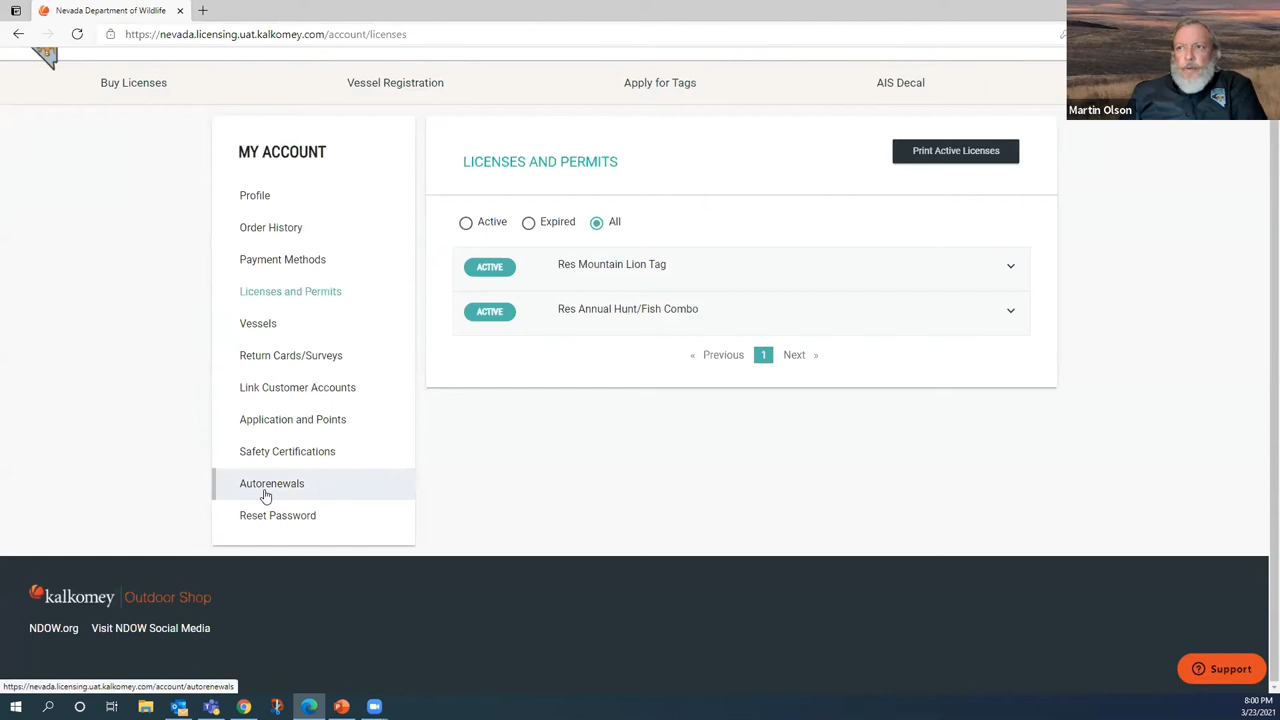 Nevada Department of Wildlife
https://nevada.licensing.uat.kalkomey.com/account/licenses
Martin Olson
Buy Licenses
Vessel Registration
Apply for Tags
AIS Decal
MY ACCOUNT
Profile
Order History
Payment Methods
Licenses and Permits
Vessels
Return Cards/Surveys
Link Customer Accounts
Application and Points
Safety Certifications
Autorenewals
Reset Password
LICENSES AND PERMITS
Print Active Licenses
Active Expired All
ACTIVE Res Mountain Lion Tag
ACTIVE Res Annual Hunt/Fish Combo
« Previous 1 Next »
kalkomey | Outdoor Shop
NDOW.org Visit NDOW Social Media
Support
https://nevada.licensing.uat.kalkomey.com/account/autorenewals
8:00 PM
3/23/2021